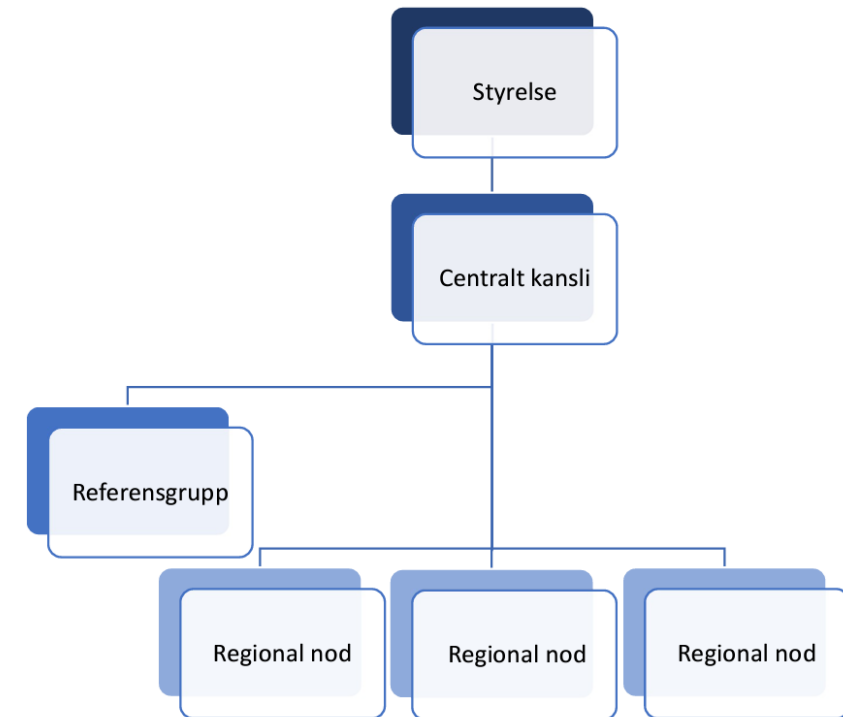 Styrelse
Centralt kansli
Referensgrupp
Regional nod
Regional nod
Regional nod